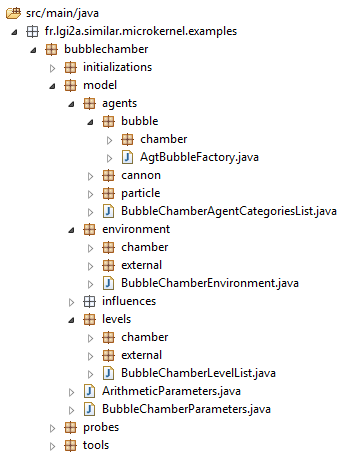 src/main/java
fr.lgi2a.similar.microkernel.examples
bubblechamber
initializations
model
agents
bubble
chamber
AgtBubbleFactory.java
cannon
particle
BubbleChamberAgentCategoriesList.java
environment
chamber
external
BubbleChamberEnvironment.java
influences
levels
chamber
external
BubbleChamberLevelList.java
ArithmeticParameters.java
BubbleChamberParameters.java
probes
tools